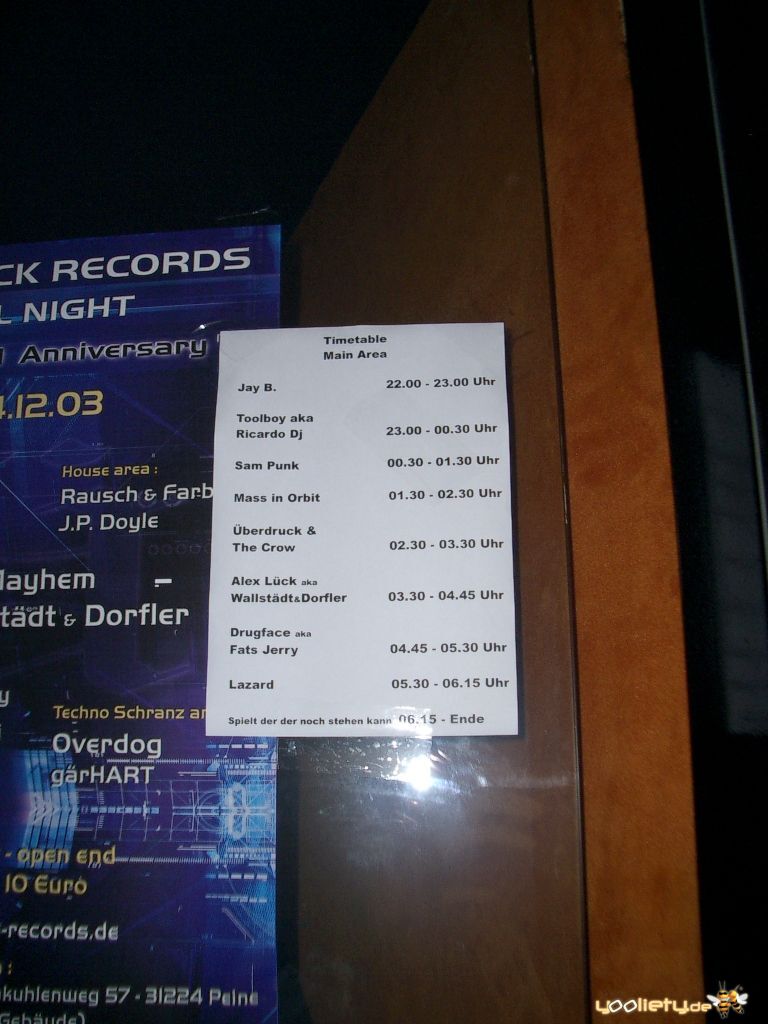 CK RECORDS
L NIGHT
Anniversary
.12.03
House area :
Rausch & Farb
J.P. Doyle
Mayhem
tädt & Dorfler
y
i
Techno Schranz ar
Overdog
gärHART
- open end
10 Euro
-records.de
:
kuhlenweg 57 - 31224 Peine
Gebäude)
Timetable
Main Area
Jay B. 22.00 - 23.00 Uhr
Toolboy aka
Ricardo Dj 23.00 - 00.30 Uhr
Sam Punk 00.30 - 01.30 Uhr
Mass in Orbit 01.30 - 02.30 Uhr
Überdruck &
The Crow 02.30 - 03.30 Uhr
Alex Lück aka
Wallstädt&Dorfler 03.30 - 04.45 Uhr
Drugface aka
Fats Jerry 04.45 - 05.30 Uhr
Lazard 05.30 - 06.15 Uhr
Spielt der der noch stehen kann 06.15 - Ende
yooliety.de